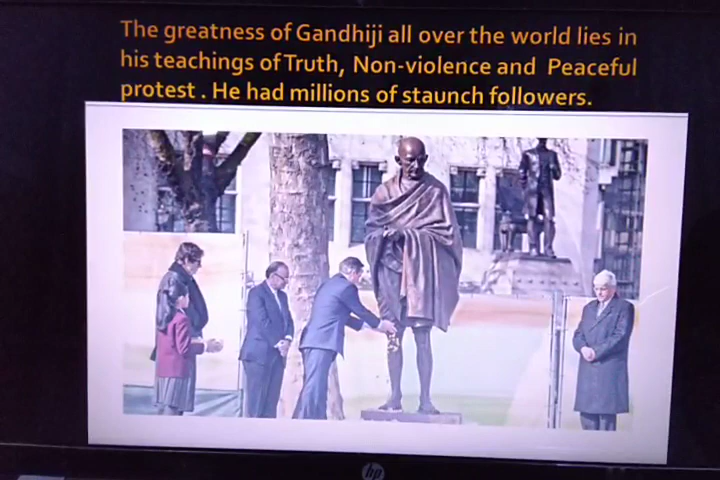 The greatness of Gandhiji all over the world lies in
his teachings of Truth, Non-violence and Peaceful
protest . He had millions of staunch followers.
hp